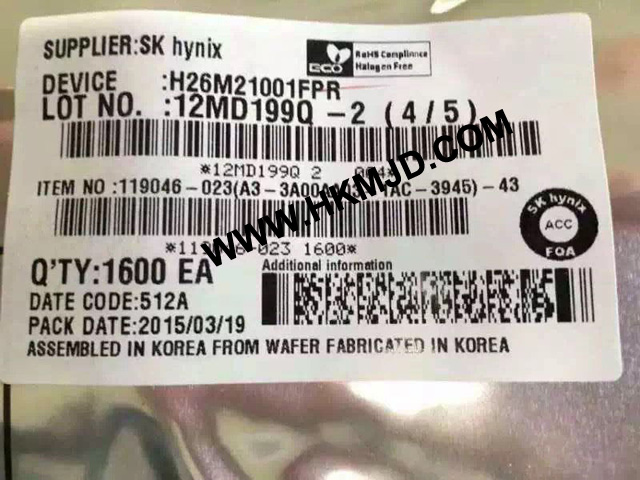 SUPPLIER:SK hynix
ECO RoHS Compliance
Halogen Free
DEVICE :H26M21001FPR
LOT NO. :12MD199Q -2 (4/5)
*12MD199Q 2
ITEM NO :119046-023(A3-3A00A AC-3945)-43
SK hynix
ACC
FQA
023 1600*
WWW.HKMJD.COM
Q'TY:1600 EA
Additional information
DATE CODE:512A
PACK DATE:2015/03/19
ASSEMBLED IN KOREA FROM WAFER FABRICATED IN KOREA